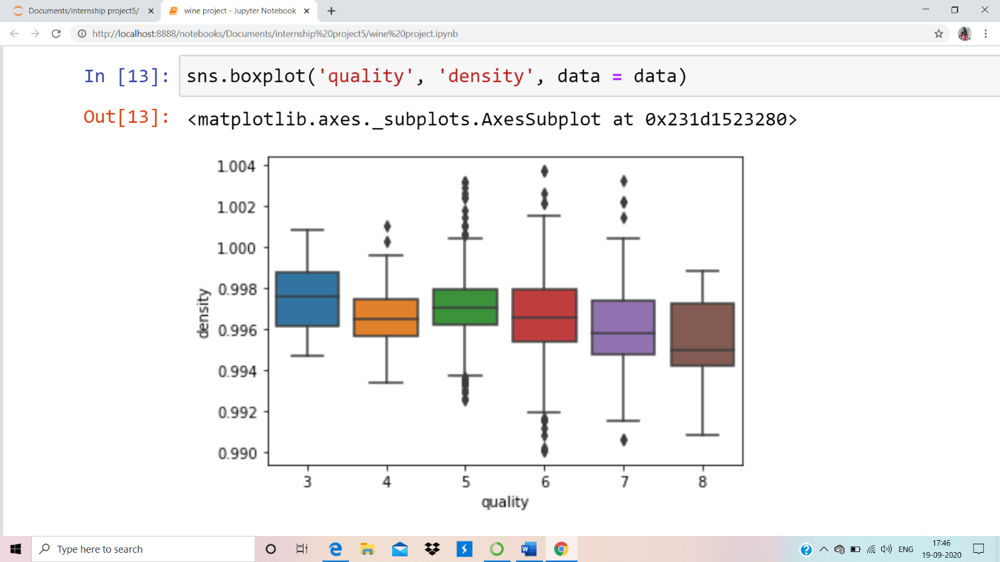 Documents/internship project5/
wine project - Jupyter Notebook
http://localhost:8888/notebooks/Documents/internship%20project5/wine%20project.ipynb
In [13]: sns.boxplot('quality', 'density', data = data)
Out[13]: <matplotlib.axes._subplots.AxesSubplot at 0x231d1523280>
1.004
1.002
1.000
0.998
0.996
0.994
0.992
0.990
density
3 4 5 6 7 8
quality
Type here to search
ENG
17:46
19-09-2020